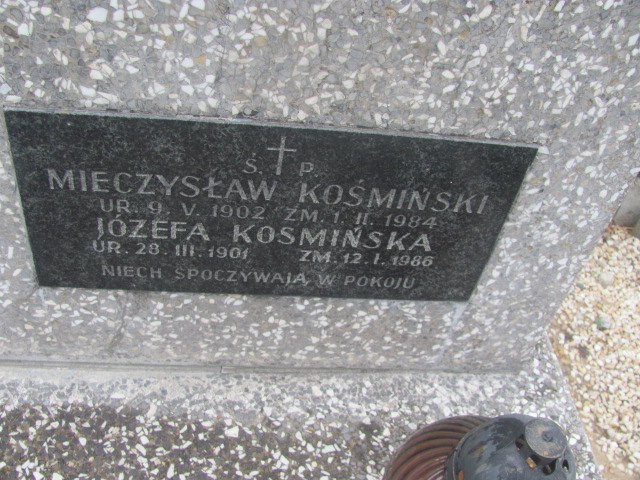 Ś. † P.
MIECZYSŁAW KOŚMIŃSKI
UR. 9. V. 1902 ZM. 1. II. 1984
JÓZEFA KOSMIŃSKA
UR. 28. III. 1901 ZM. 12. I. 1986
NIECH SPOCZYWAJĄ W POKOJU